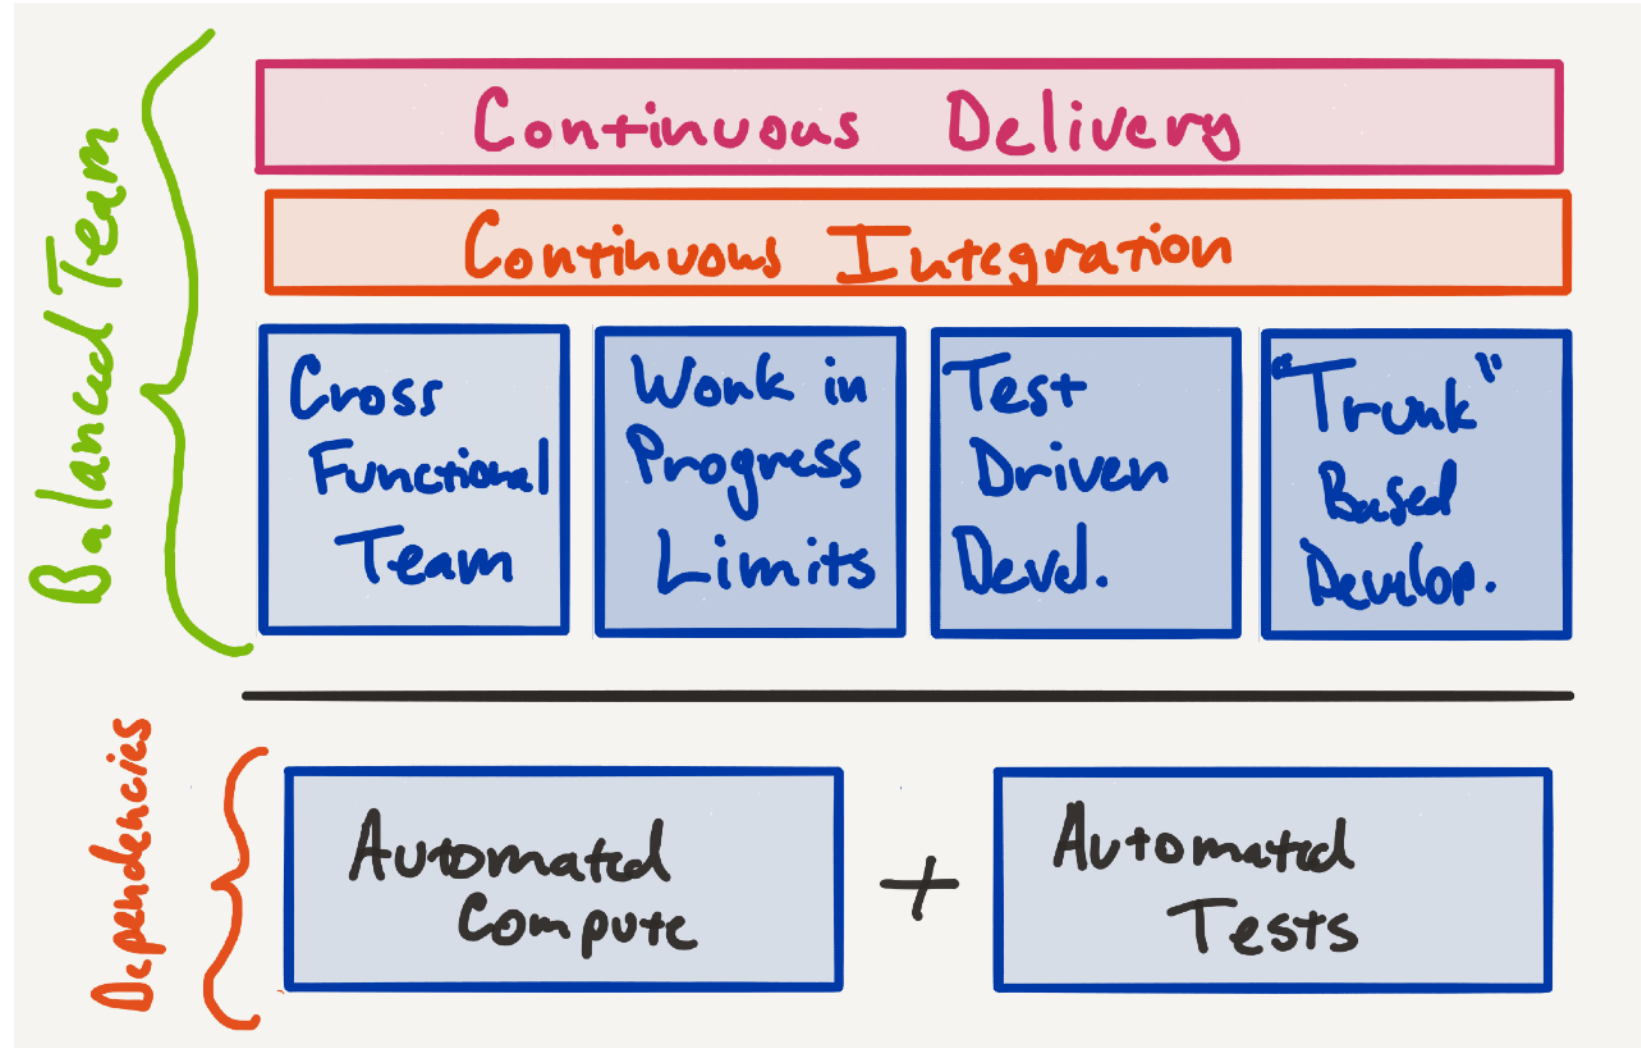 Balanced Team
Continuous Delivery
Continuous Integration
Cross
Functional
Team
Work in
Progress
Limits
Test
Driven
Devel.
"Trunk"
Based
Develop.
Dependencies
Automated
Compute
+
Automated
Tests